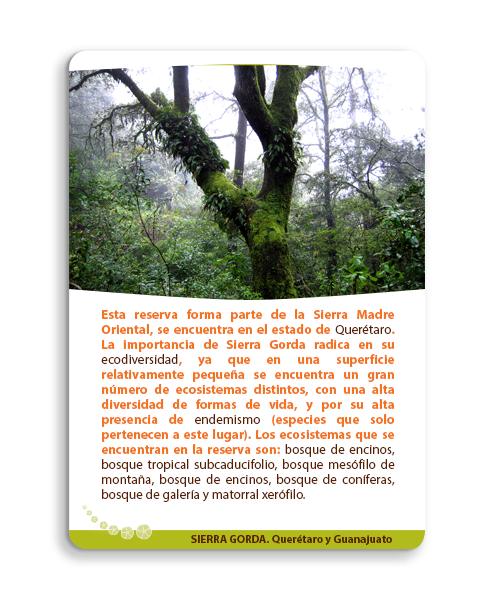 Esta reserva forma parte de la Sierra Madre
Oriental, se encuentra en el estado de Querétaro.
La importancia de Sierra Gorda radica en su
ecodiversidad, ya que en una superficie
relativamente pequeña se encuentra un gran
número de ecosistemas distintos, con una alta
diversidad de formas de vida, y por su alta
presencia de endemismo (especies que solo
pertenecen a este lugar). Los ecosistemas que se
encuentran en la reserva son: bosque de encinos,
bosque tropical subcaducifolio, bosque mesófilo de
montaña, bosque de encinos, bosque de coníferas,
bosque de galería y matorral xerófilo.
SIERRA GORDA. Querétaro y Guanajuato